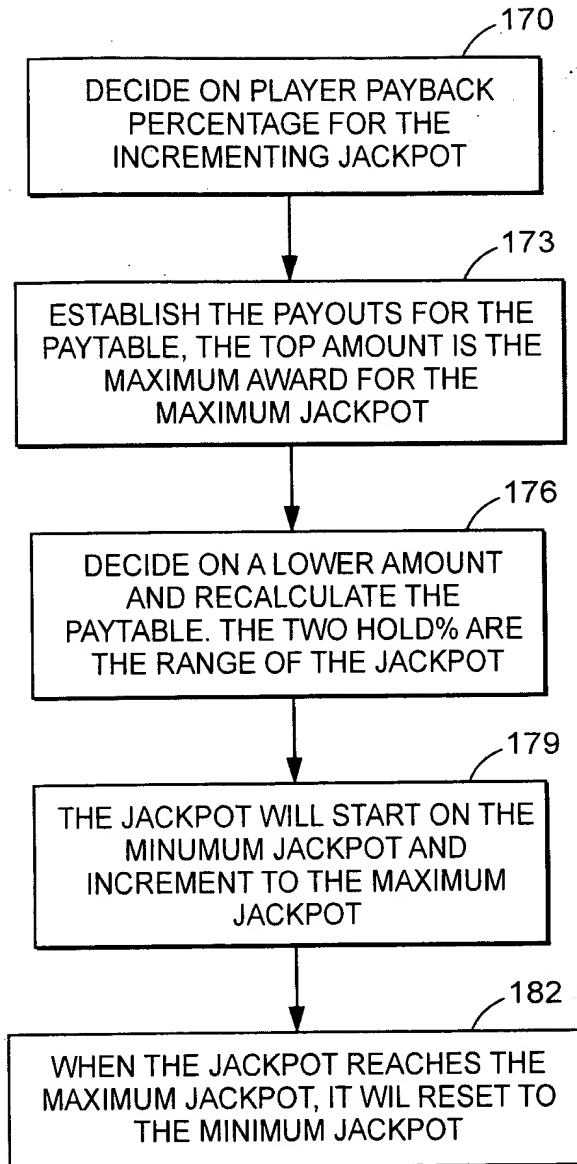 170
DECIDE ON PLAYER PAYBACK
PERCENTAGE FOR THE
INCREMENTING JACKPOT
173
ESTABLISH THE PAYOUTS FOR THE
PAYTABLE, THE TOP AMOUNT IS THE
MAXIMUM AWARD FOR THE
MAXIMUM JACKPOT
176
DECIDE ON A LOWER AMOUNT
AND RECALCULATE THE
PAYTABLE. THE TWO HOLD% ARE
THE RANGE OF THE JACKPOT
179
THE JACKPOT WILL START ON THE
MINUMUM JACKPOT AND
INCREMENT TO THE MAXIMUM
JACKPOT
182
WHEN THE JACKPOT REACHES THE
MAXIMUM JACKPOT, IT WIL RESET TO
THE MINIMUM JACKPOT